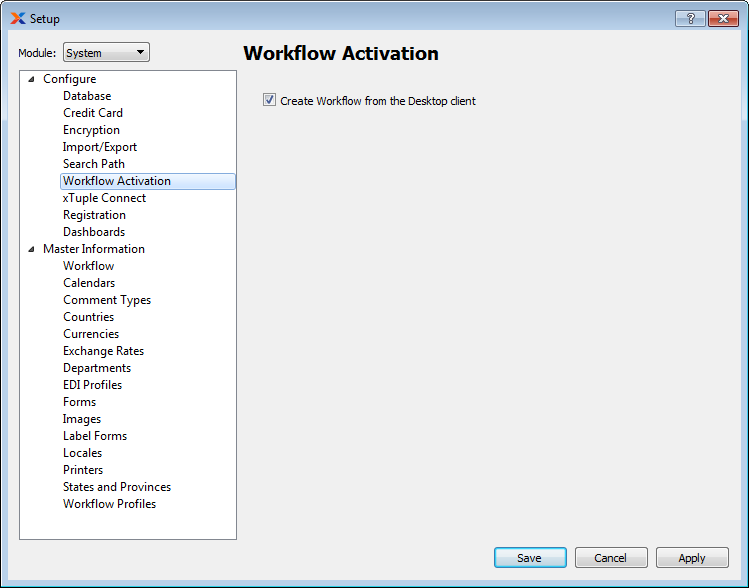 Setup
Module: System
Configure
Database
Credit Card
Encryption
Import/Export
Search Path
Workflow Activation
xTuple Connect
Registration
Dashboards
Master Information
Workflow
Calendars
Comment Types
Countries
Currencies
Exchange Rates
Departments
EDI Profiles
Forms
Images
Label Forms
Locales
Printers
States and Provinces
Workflow Profiles
Workflow Activation
Create Workflow from the Desktop client
Save Cancel Apply